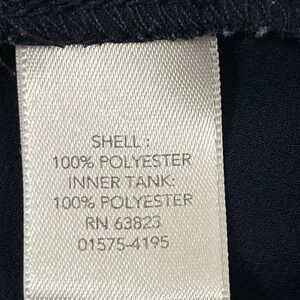 SHELL :
100% POLYESTER
INNER TANK:
100% POLYESTER
RN 63823
01575-4195